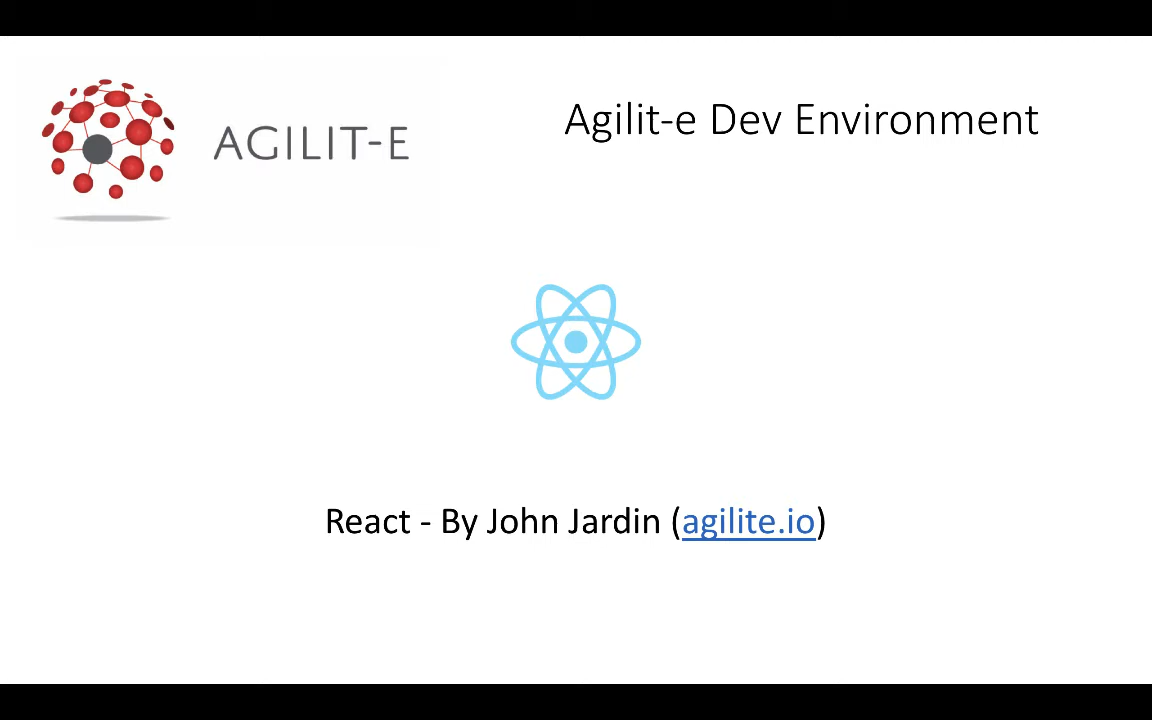 AGILIT-E
Agilit-e Dev Environment
React - By John Jardin (agilite.io)